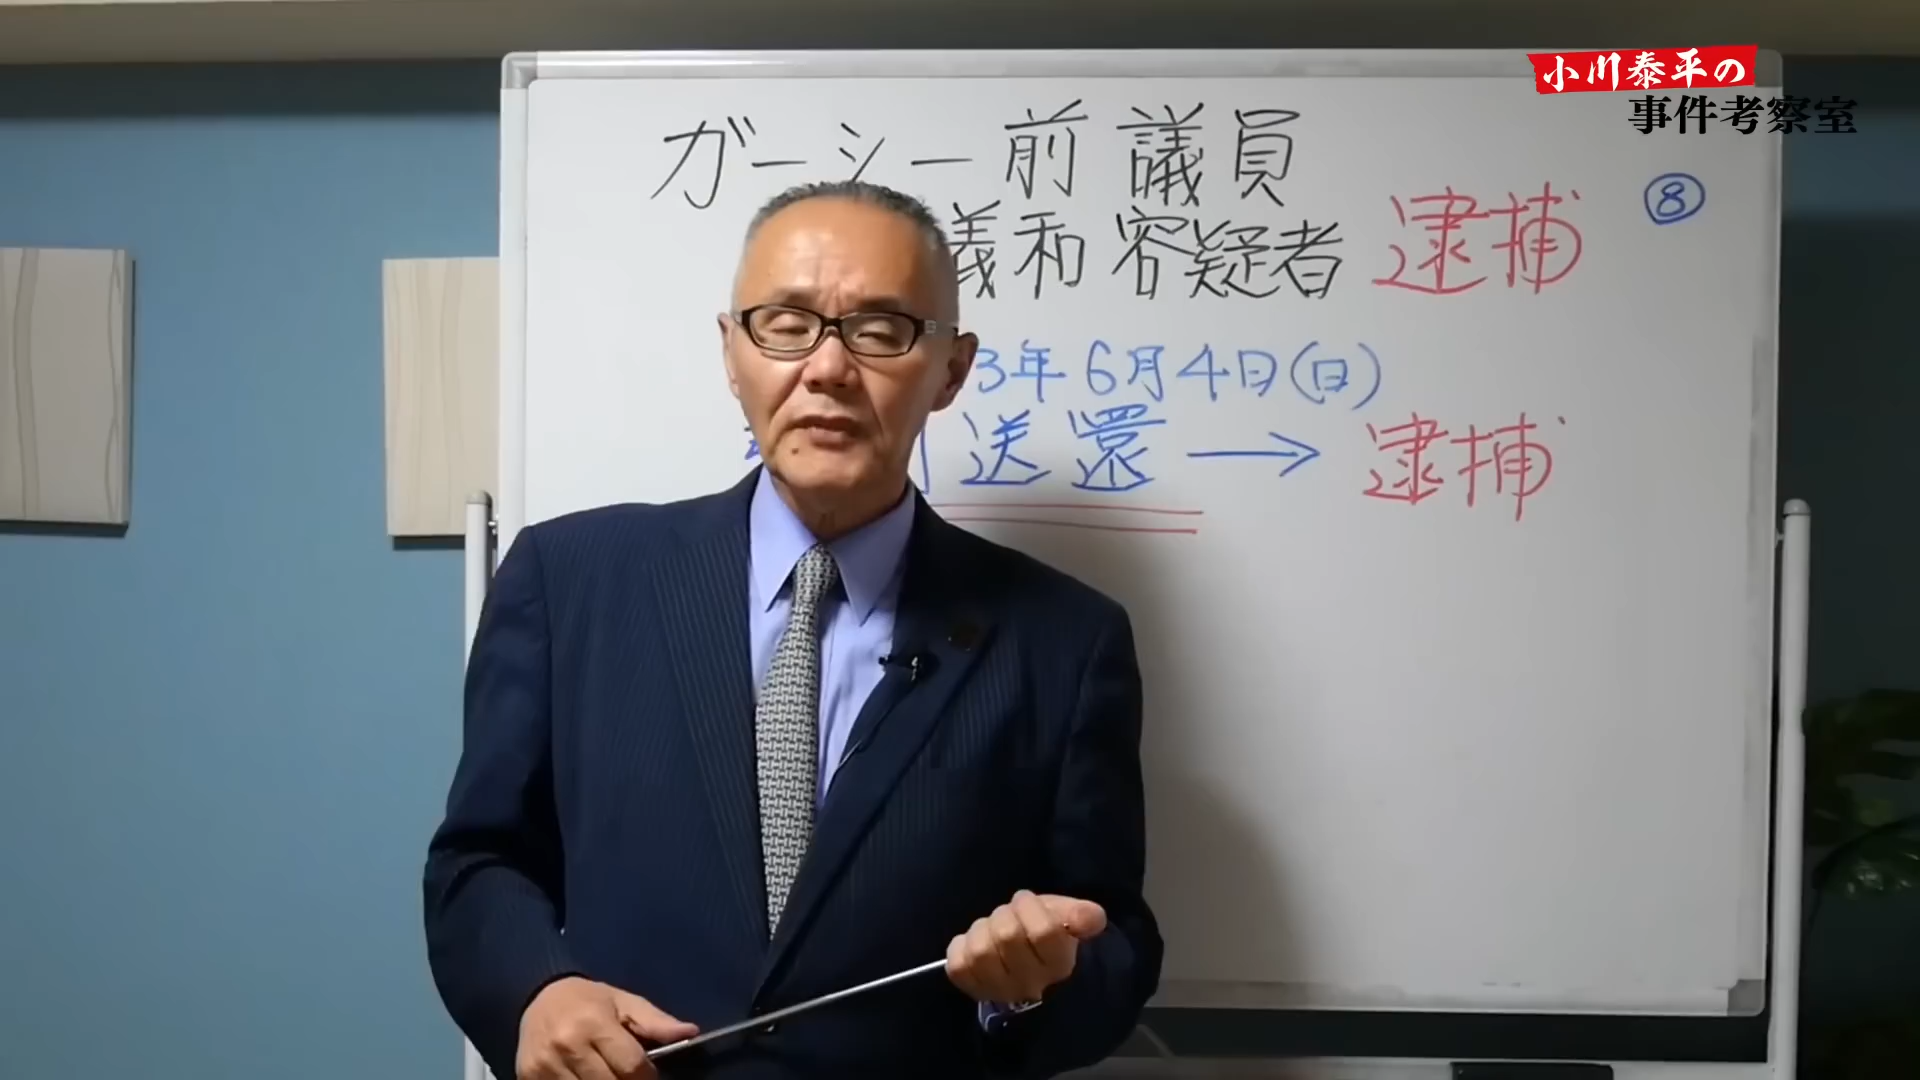 小川泰平の
事件考察室
ガーシー前議員
義和容疑者 逮捕
⑧
3年6月4日(日)
送還→逮捕